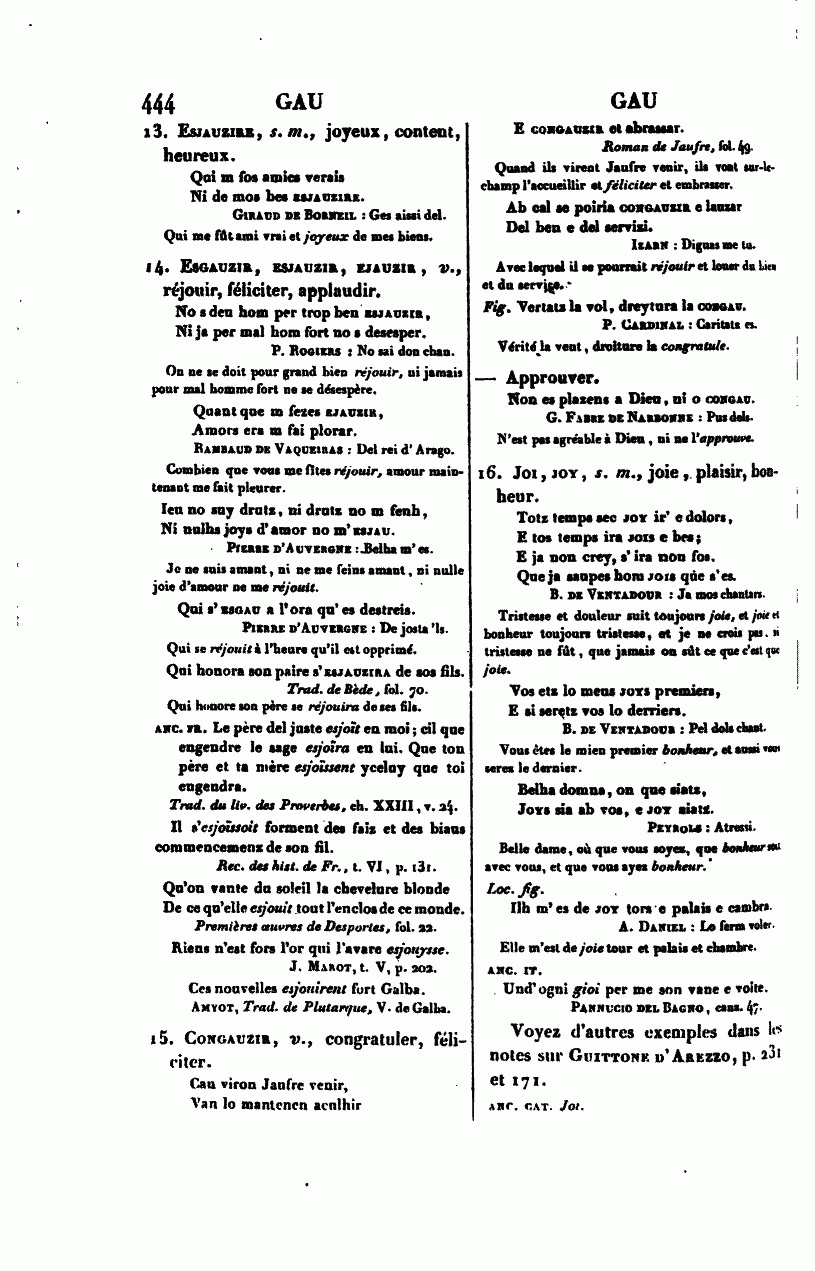 444 GAU
13. Esjauzire, s. m., joyeux, content,
heureux.
Qui m fos amics verais
Ni de mos bes esjauzire.
Giraud de Borneil : Ges aissi del.
Qui me fût ami vrai et joyeux de mes biens.
14. Esgauzir, esjauzir, ejauzir, v.,
réjouir, féliciter, applaudir.
No s deu hom per trop ben esjauzir,
Ni ja per mal hom fort no s desesper.
P. Rogiers : No sai don chan.
On ne se doit pour grand bien réjouir, ni jamais
pour mal homme fort ne se désespère.
Quant que m fezes ejauzir,
Amors era m fai plorar.
Rambaud de Vaqueiras : Del rei d'Arago.
Combien que vous me fîtes réjouir, amour main-
tenant me fait pleurer.
Ieu no suy drutz, ni drutz no m fenh,
Ni nulhs joys d'amor no m'esjau.
Pierre d'Auvergne : Belha m'es.
Je ne suis amant, ni ne me feins amant, ni nulle
joie d'amour ne me réjouit.
Qui s'esgau a l'ora qu'es destreis.
Pierre d'Auvergne : De josta 'ls.
Qui se réjouit à l'heure qu'il est opprimé.
Qui honora son paire s'esjauzira de sos fils.
Trad. de Bède, fol. 70.
Qui honore son père se réjouira de ses fils.
anc. fr. Le père del juste esjoït en moi; cil que
engendre le sage esjoïra en lui. Que ton
père et ta mère esjoïssent ycelny que toi
engendra.
Trad. du liv. des Proverbes, ch. XXIII, v. 24.
Il s'esjoïssoit forment des faiz et des biaus
commencemenz de son fil.
Rec. des hist. de Fr., t. VI, p. 131.
Qu'on vante du soleil la chevelure blonde
De ce qu'elle esjouit tout l'enclos de ce monde.
Premières œuvres de Desportes, fol. 22.
Riens n'est fors l'or qui l'avare esjouysse.
J. Marot, t. V, p. 202.
Ces nouvelles esjouirent fort Galba.
Amyot, Trad. de Plutarque, V. de Galba.
15. Congauzir, v., congratuler, féli-
citer.
Can viron Jaufre venir,
Van lo mantenen acolhir
GAU
E congauzir et abrassar.
Roman de Jaufre, fol. 49.
Quand ils virent Jaufre venir, ils vont sur-le-
champ l'accueillir et féliciter et embrasser.
Ab cal se poiria congauzir e lauzar
Del ben e del servizi.
Izarn : Diguas me tu.
Avec lequel il se pourrait réjouir et louer du bien
et du service.
Fig. Vertatz la vol, dreytura la congau.
P. Cardinal : Caritatz es.
Vérité la veut, droiture la congratule.
— Approuver.
Non es plazens a Dieu, ni o congau.
G. Fabre de Narbonne : Pus dels.
N'est pas agréable à Dieu, ni ne l'approuve.
16. Joi, joy, s. m., joie, plaisir, bon-
heur.
Totz temps sec joy ir' e dolors,
E tos temps ira jois e bes;
E ja non crey, s'ira non fos.
Que ja saupes hom jois que s'es.
B. de Ventadour : Ja mos chantars.
Tristesse et douleur suit toujours joie, et joie et
bonheur toujours tristesse, et je ne crois pas, si
tristesse ne fût, que jamais on sût ce que c'est que
joie.
Vos etz lo meus joys premiers,
E si seretz vos lo derriers.
B. de Ventadour : Pel dols chant.
Vous êtes le mien premier bonheur, et aussi vous
serez le dernier.
Belha domna, on que siatz,
Joys sia ab vos, e joy aiatz.
Peyrols : Atressi.
Belle dame, où que vous soyez, que bonheur soit
avec vous, et que vous ayez bonheur.
Loc. fig.
Ilh m'es de joy tors e palais e cambra.
A. Daniel : Lo ferm voler.
Elle m'est de joie tour et palais et chambre.
anc. it.
Und'ogni gioi per me son vane e voite.
Pannucio del Bagno, canz. 47.
Voyez d'autres exemples dans les
notes sur Guittone d'Arezzo, p. 231
et 171.
anc. cat. Joi.